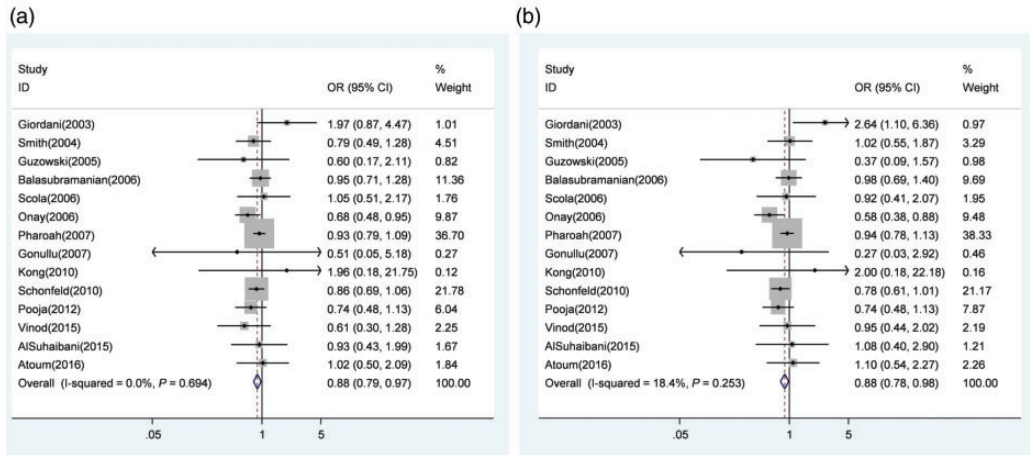 (a)
Study %
ID OR (95% CI) Weight
Giordani(2003) 1.97 (0.87, 4.47) 1.01
Smith(2004) 0.79 (0.49, 1.28) 4.51
Guzowski(2005) 0.60 (0.17, 2.11) 0.82
Balasubramanian(2006) 0.95 (0.71, 1.28) 11.36
Scola(2006) 1.05 (0.51, 2.17) 1.76
Onay(2006) 0.68 (0.48, 0.95) 9.87
Pharoah(2007) 0.93 (0.79, 1.09) 36.70
Gonullu(2007) 0.51 (0.05, 5.18) 0.27
Kong(2010) 1.96 (0.18, 21.75) 0.12
Schonfeld(2010) 0.86 (0.69, 1.06) 21.78
Pooja(2012) 0.74 (0.48, 1.13) 6.04
Vinod(2015) 0.61 (0.30, 1.28) 2.25
AlSuhaibani(2015) 0.93 (0.43, 1.99) 1.67
Atoum(2016) 1.02 (0.50, 2.09) 1.84
Overall (I-squared = 0.0%, P = 0.694) 0.88 (0.79, 0.97) 100.00
.05 1 5
(b)
Study %
ID OR (95% CI) Weight
Giordani(2003) 2.64 (1.10, 6.36) 0.97
Smith(2004) 1.02 (0.55, 1.87) 3.29
Guzowski(2005) 0.37 (0.09, 1.57) 0.98
Balasubramanian(2006) 0.98 (0.69, 1.40) 9.69
Scola(2006) 0.92 (0.41, 2.07) 1.95
Onay(2006) 0.58 (0.38, 0.88) 9.48
Pharoah(2007) 0.94 (0.78, 1.13) 38.33
Gonullu(2007) 0.27 (0.03, 2.92) 0.46
Kong(2010) 2.00 (0.18, 22.18) 0.16
Schonfeld(2010) 0.78 (0.61, 1.01) 21.17
Pooja(2012) 0.74 (0.48, 1.13) 7.87
Vinod(2015) 0.95 (0.44, 2.02) 2.19
AlSuhaibani(2015) 1.08 (0.40, 2.90) 1.21
Atoum(2016) 1.10 (0.54, 2.27) 2.26
Overall (I-squared = 18.4%, P = 0.253) 0.88 (0.78, 0.98) 100.00
.05 1 5